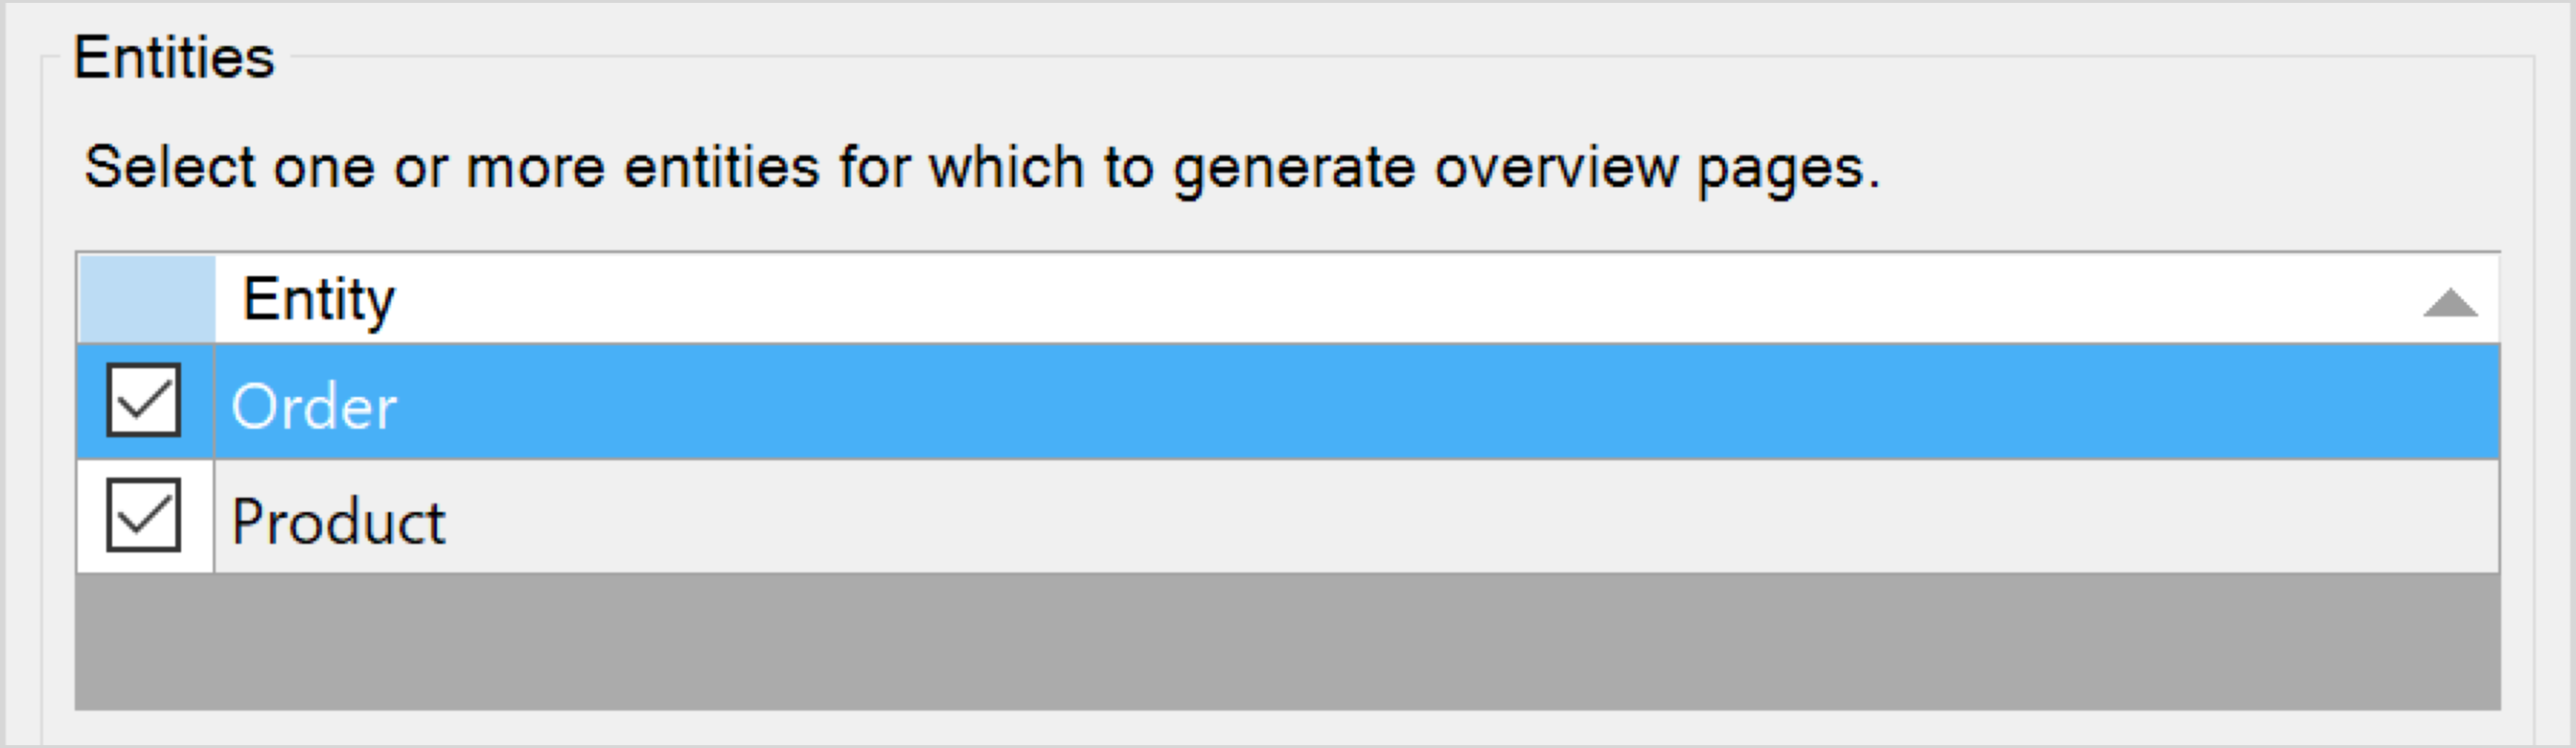 Entities
Select one or more entities for which to generate overview pages.
Entity
Order
Product